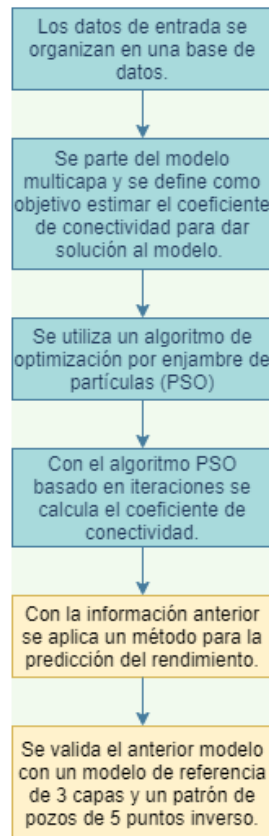 Los datos de entrada se
organizan en una base de
datos.
Se parte del modelo
multicapa y se define como
objetivo estimar el coeficiente
de conectividad para dar
solución al modelo.
Se utiliza un algoritmo de
optimización por enjambre de
partículas (PSO)
Con el algoritmo PSO
basado en iteraciones se
calcula el coeficiente de
conectividad.
Con la información anterior
se aplica un método para la
predicción del rendimiento.
Se valida el anterior modelo
con un modelo de referencia
de 3 capas y un patrón de
pozos de 5 puntos inverso.